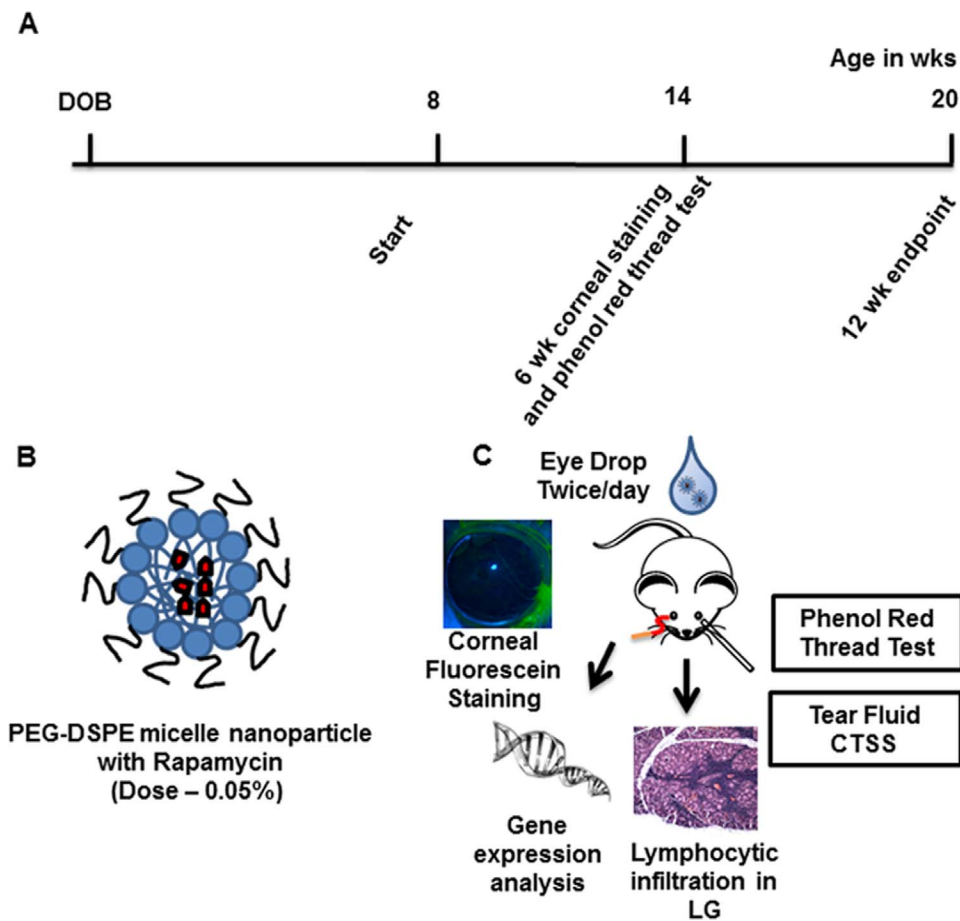 A
Age in wks
DOB
8
14
20
Start
6 wk corneal staining
and phenol red thread test
12 wk endpoint
B
PEG-DSPE micelle nanoparticle
with Rapamycin
(Dose – 0.05%)
C
Eye Drop
Twice/day
Corneal
Fluorescein
Staining
Phenol Red
Thread Test
Tear Fluid
CTSS
Gene
expression
analysis
Lymphocytic
infiltration in
LG